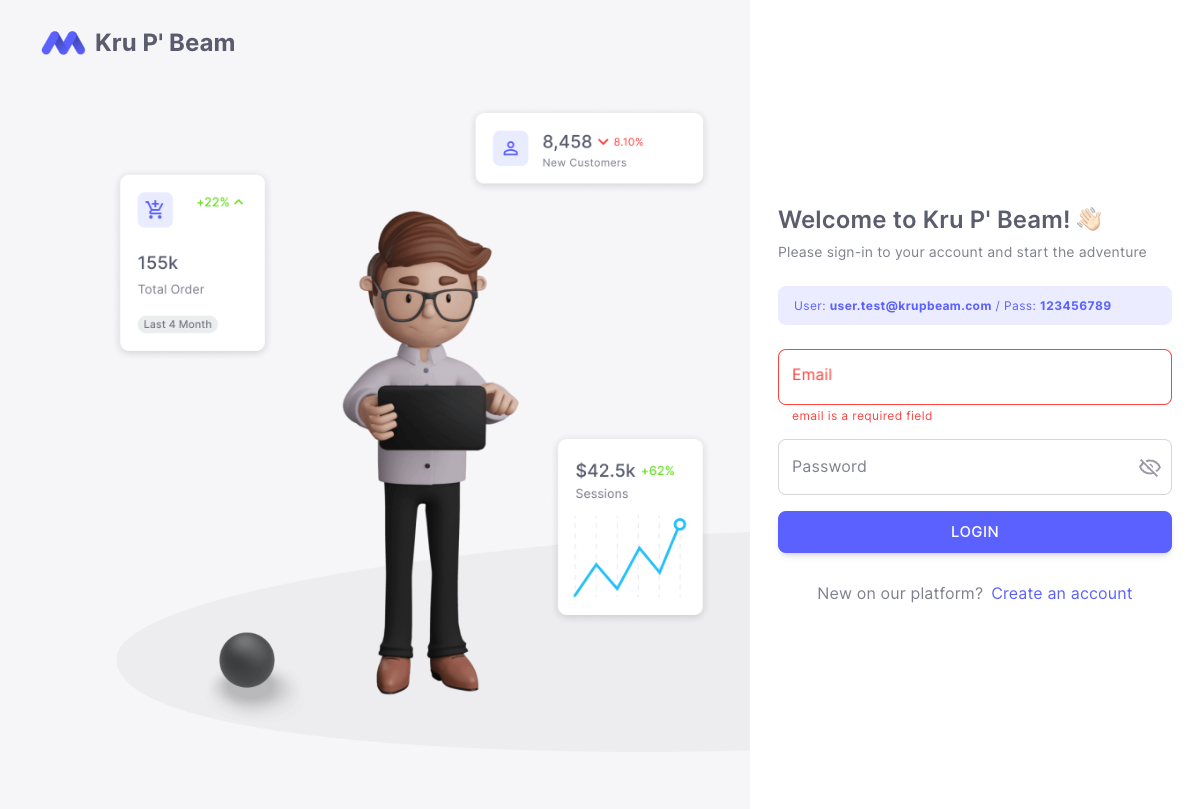 Kru P' Beam
8,458 8.10%
New Customers
+22%
155k
Total Order
Last 4 Month
$42.5k +62%
Sessions
Welcome to Kru P' Beam! 👋🏻
Please sign-in to your account and start the adventure
User: user.test@krupbeam.com / Pass: 123456789
Email
email is a required field
Password
LOGIN
New on our platform? Create an account